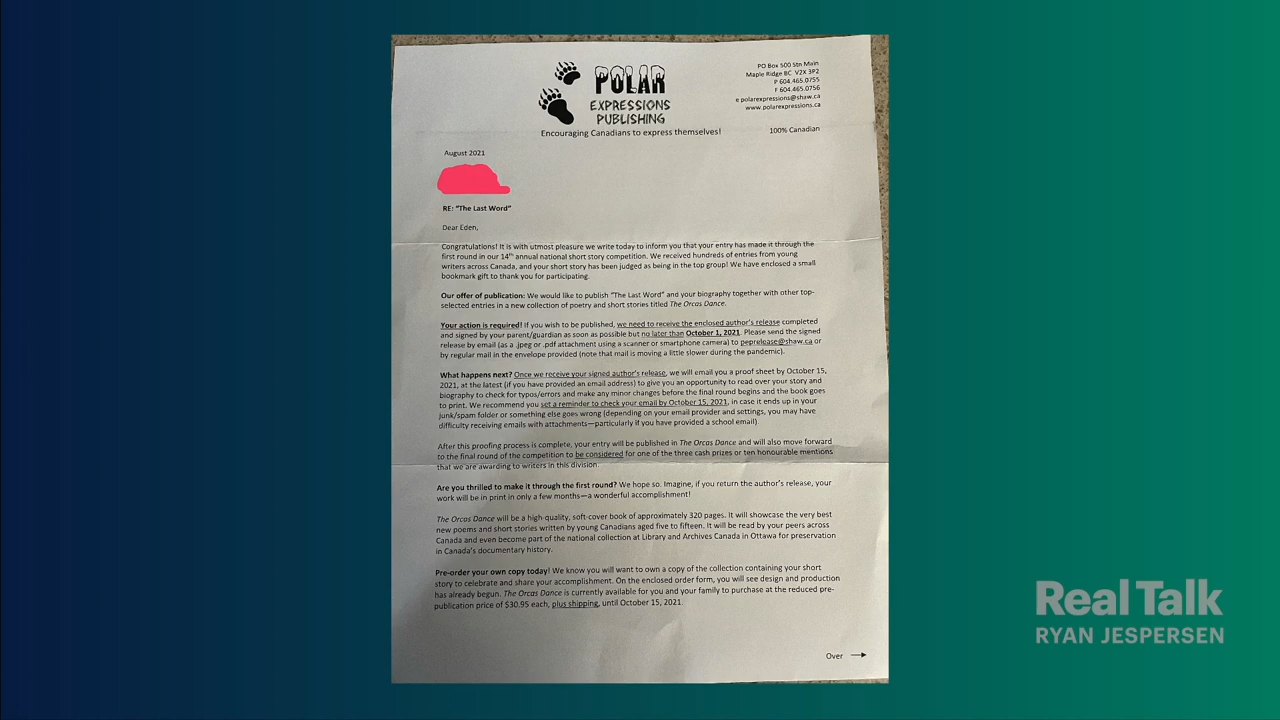 POLAR
EXPRESSIONS
PUBLISHING
Encouraging Canadians to express themselves!
PO Box 500 Stn Main
Maple Ridge BC V2X 3P2
P 604.465.0755
F 604.465.0756
e polarexpressions@shaw.ca
www.polarexpressions.ca
100% Canadian
August 2021
RE: "The Last Word"
Dear Eden,
Congratulations! It is with utmost pleasure we write today to inform you that your entry has made it through the
first round in our 14th annual national short story competition. We received hundreds of entries from young
writers across Canada, and your short story has been judged as being in the top group! We have enclosed a small
bookmark gift to thank you for participating.
Our offer of publication: We would like to publish "The Last Word" and your biography together with other top-
selected entries in a new collection of poetry and short stories titled The Orcas Dance.
Your action is required! If you wish to be published, we need to receive the enclosed author's release completed
and signed by your parent/guardian as soon as possible but no later than October 1, 2021. Please send the signed
release by email (as a .jpeg or .pdf attachment using a scanner or smartphone camera) to peprelease@shaw.ca or
by regular mail in the envelope provided (note that mail is moving a little slower during the pandemic).
What happens next? Once we receive your signed author's release, we will email you a proof sheet by October 15,
2021, at the latest (if you have provided an email address) to give you an opportunity to read over your story and
biography to check for typos/errors and make any minor changes before the final round begins and the book goes
to print. We recommend you set a reminder to check your email by October 15, 2021, in case it ends up in your
junk/spam folder or something else goes wrong (depending on your email provider and settings, you may have
difficulty receiving emails with attachments—particularly if you have provided a school email).
After this proofing process is complete, your entry will be published in The Orcas Dance and will also move forward
to the final round of the competition to be considered for one of the three cash prizes or ten honourable mentions
that we are awarding to writers in this division.
Are you thrilled to make it through the first round? We hope so. Imagine, if you return the author's release, your
work will be in print in only a few months—a wonderful accomplishment!
The Orcas Dance will be a high-quality, soft-cover book of approximately 320 pages. It will showcase the very best
new poems and short stories written by young Canadians aged five to fifteen. It will be read by your peers across
Canada and even become part of the national collection at Library and Archives Canada in Ottawa for preservation
in Canada's documentary history.
Pre-order your own copy today! We know you will want to own a copy of the collection containing your short
story to celebrate and share your accomplishment. On the enclosed order form, you will see design and production
has already begun. The Orcas Dance is currently available for you and your family to purchase at the reduced pre-
publication price of $30.95 each, plus shipping, until October 15, 2021.
Over →
Real Talk
RYAN JESPERSEN